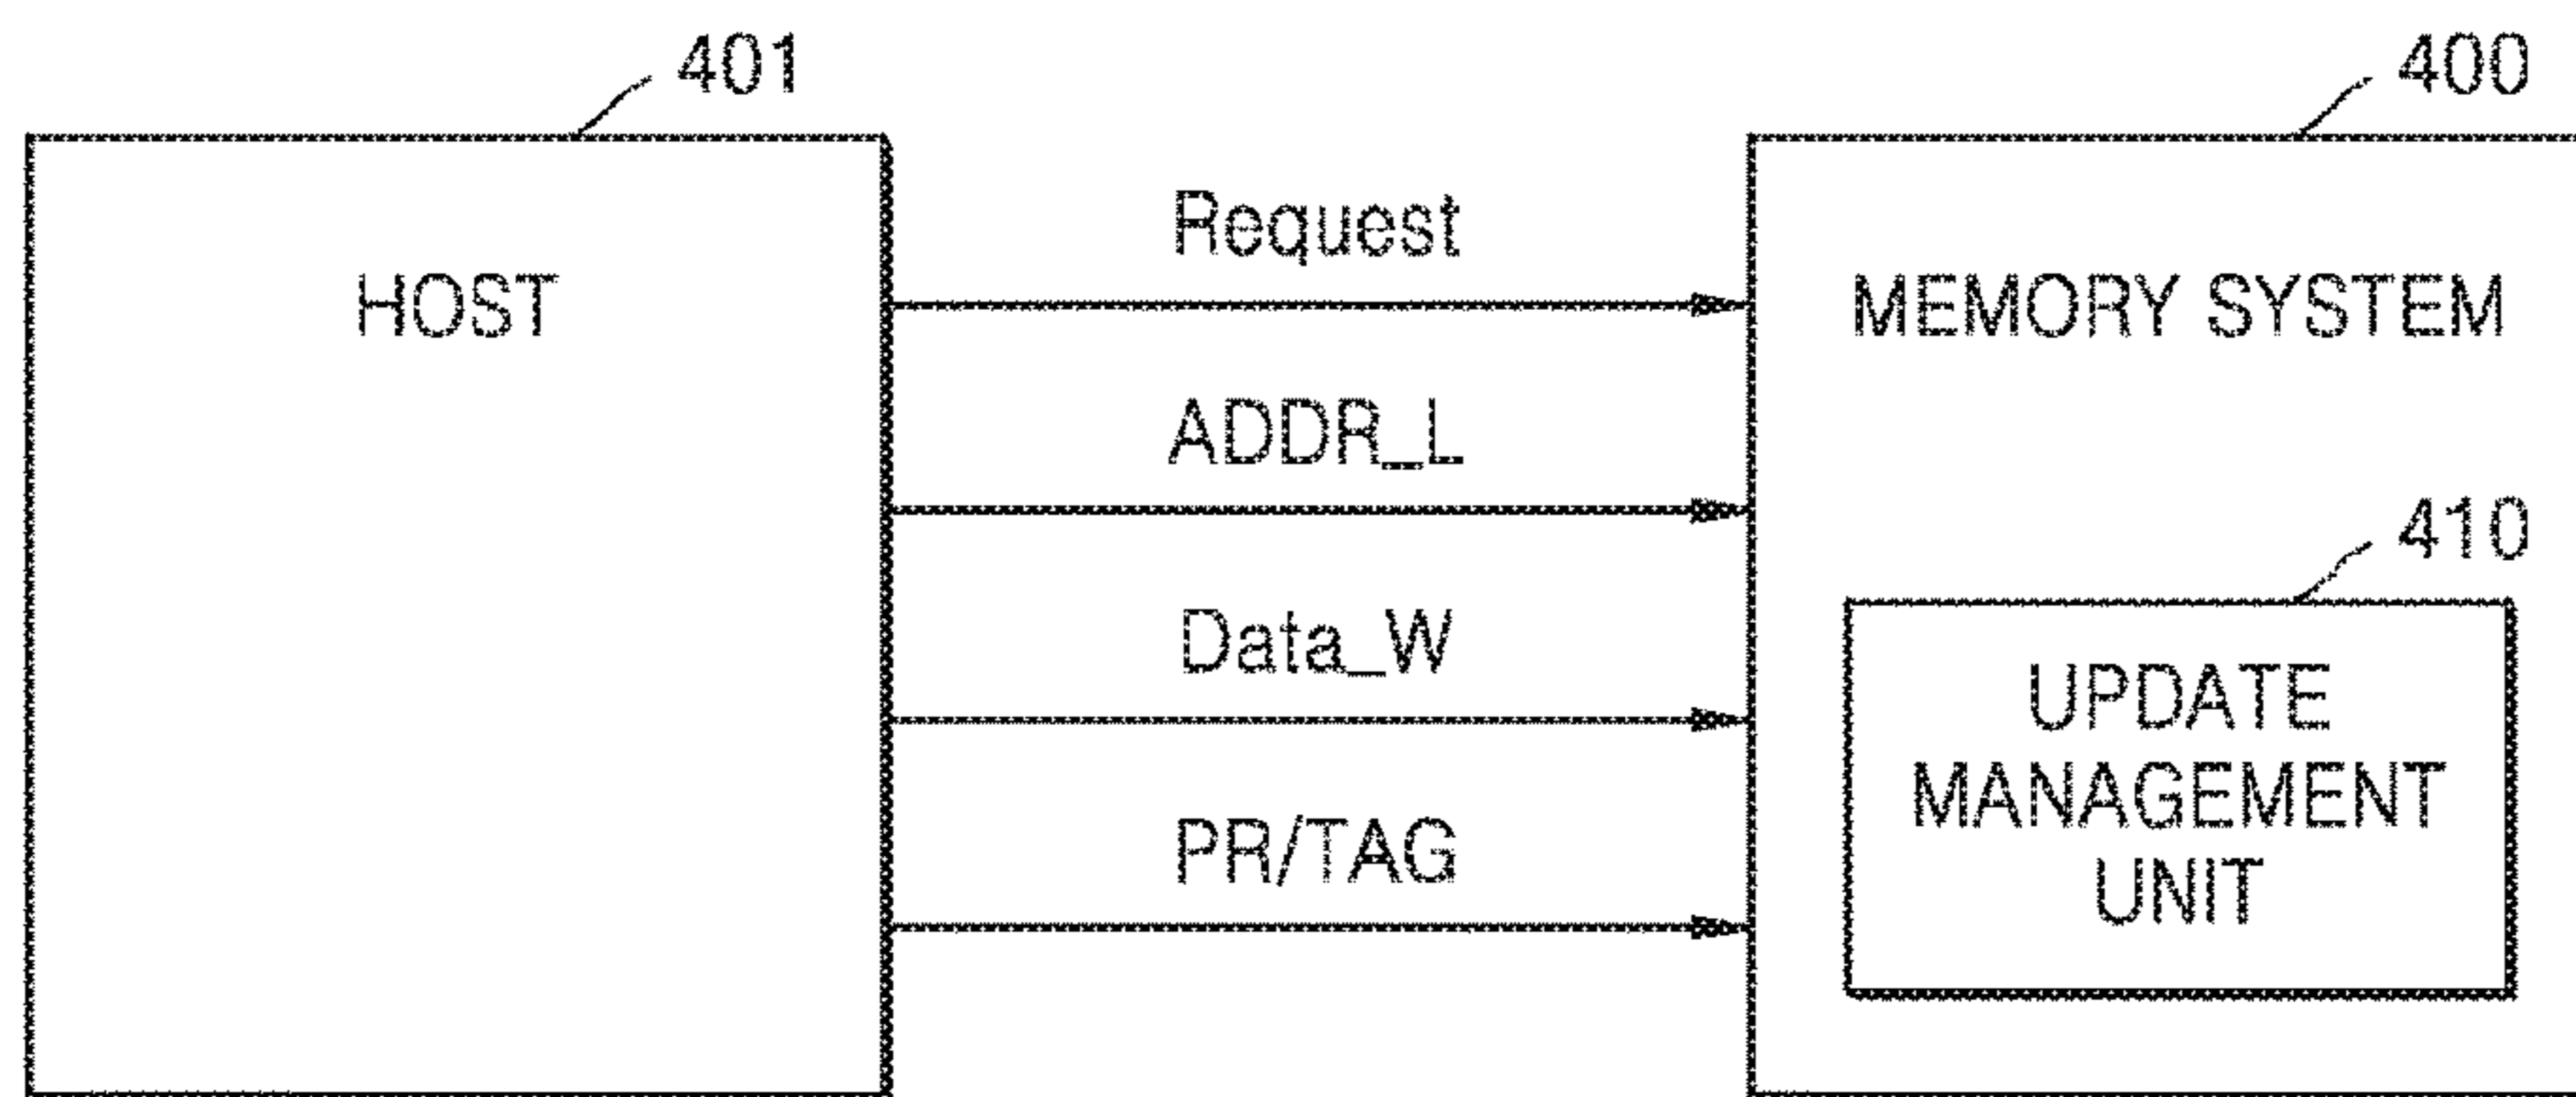 401
400
HOST
Request
ADDR_L
Data_W
PR/TAG
MEMORY SYSTEM
410
UPDATE
MANAGEMENT
UNIT